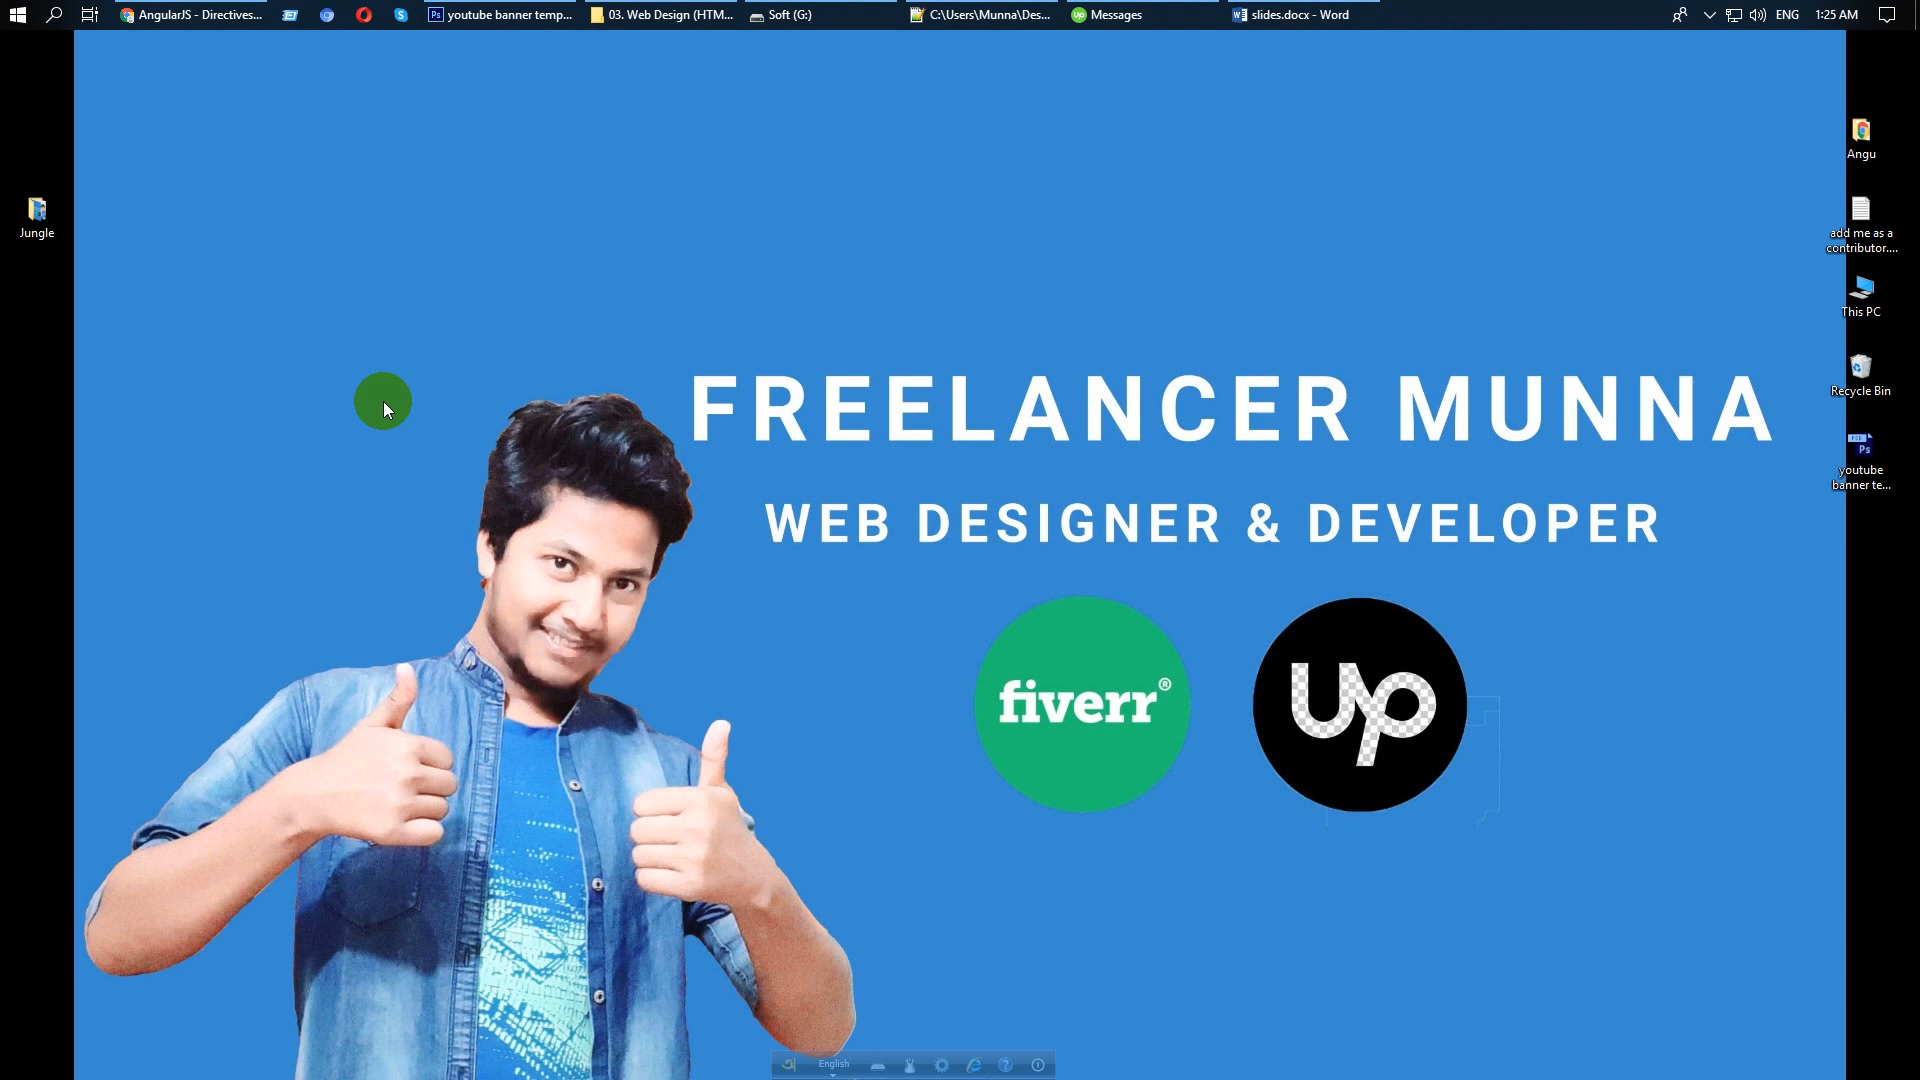 AngularJS - Directives...
youtube banner temp...
03. Web Design (HTM...
Soft (G:)
C:\Users\Munna\Des...
Messages
slides.docx - Word
ENG
1:25 AM
Angu
Jungle
add me as a
contributor....
This PC
Recycle Bin
youtube
banner te...
FREELANCER MUNNA
WEB DESIGNER & DEVELOPER
fiverr®
up
English